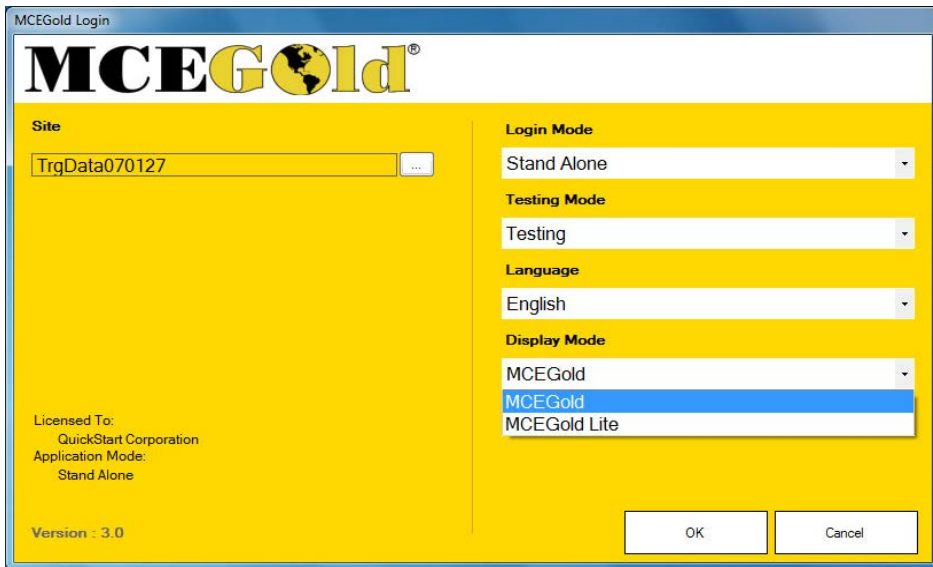 MCEGold Login
MCEGold®
Site
TrgData070127
...
Licensed To:
QuickStart Corporation
Application Mode:
Stand Alone
Version : 3.0
Login Mode
Stand Alone
Testing Mode
Testing
Language
English
Display Mode
MCEGold
MCEGold
MCEGold Lite
OK
Cancel